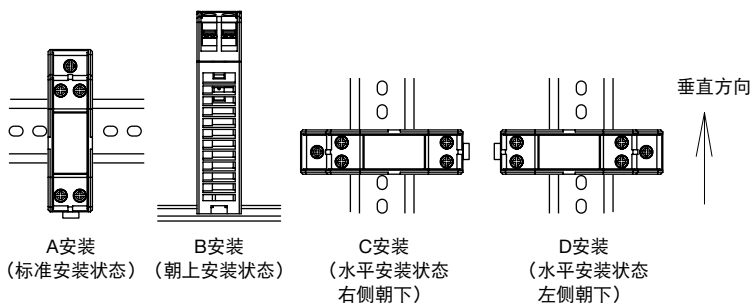 垂直方向
A安装
（标准安装状态）
B安装
（朝上安装状态）
C安装
（水平安装状态
右侧朝下）
D安装
（水平安装状态
左侧朝下）